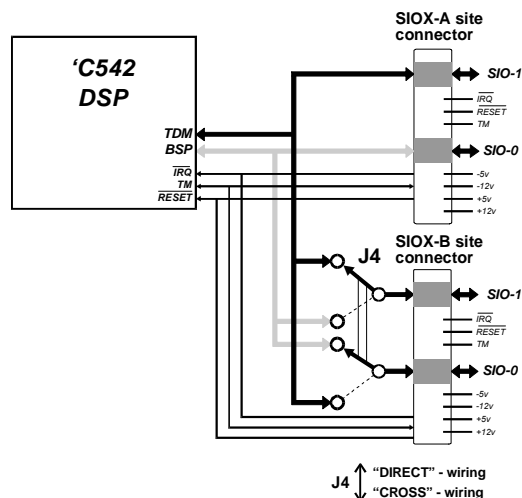 SIOX-A site
connector
'C542
DSP
SIO-1
IRQ
RESET
TM
TDM
BSP
SIO-0
IRQ
TM
RESET
-5v
-12v
+5v
+12v
SIOX-B site
connector
J4
SIO-1
IRQ
RESET
TM
SIO-0
-5v
-12v
+5v
+12v
J4
"DIRECT" - wiring
"CROSS" - wiring